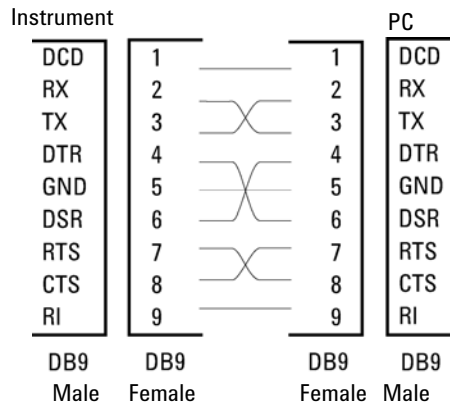 Instrument PC
DCD 1 1 DCD
RX 2 2 RX
TX 3 3 TX
DTR 4 4 DTR
GND 5 5 GND
DSR 6 6 DSR
RTS 7 7 RTS
CTS 8 8 CTS
RI 9 9 RI
DB9 DB9 DB9 DB9
Male Female Female Male